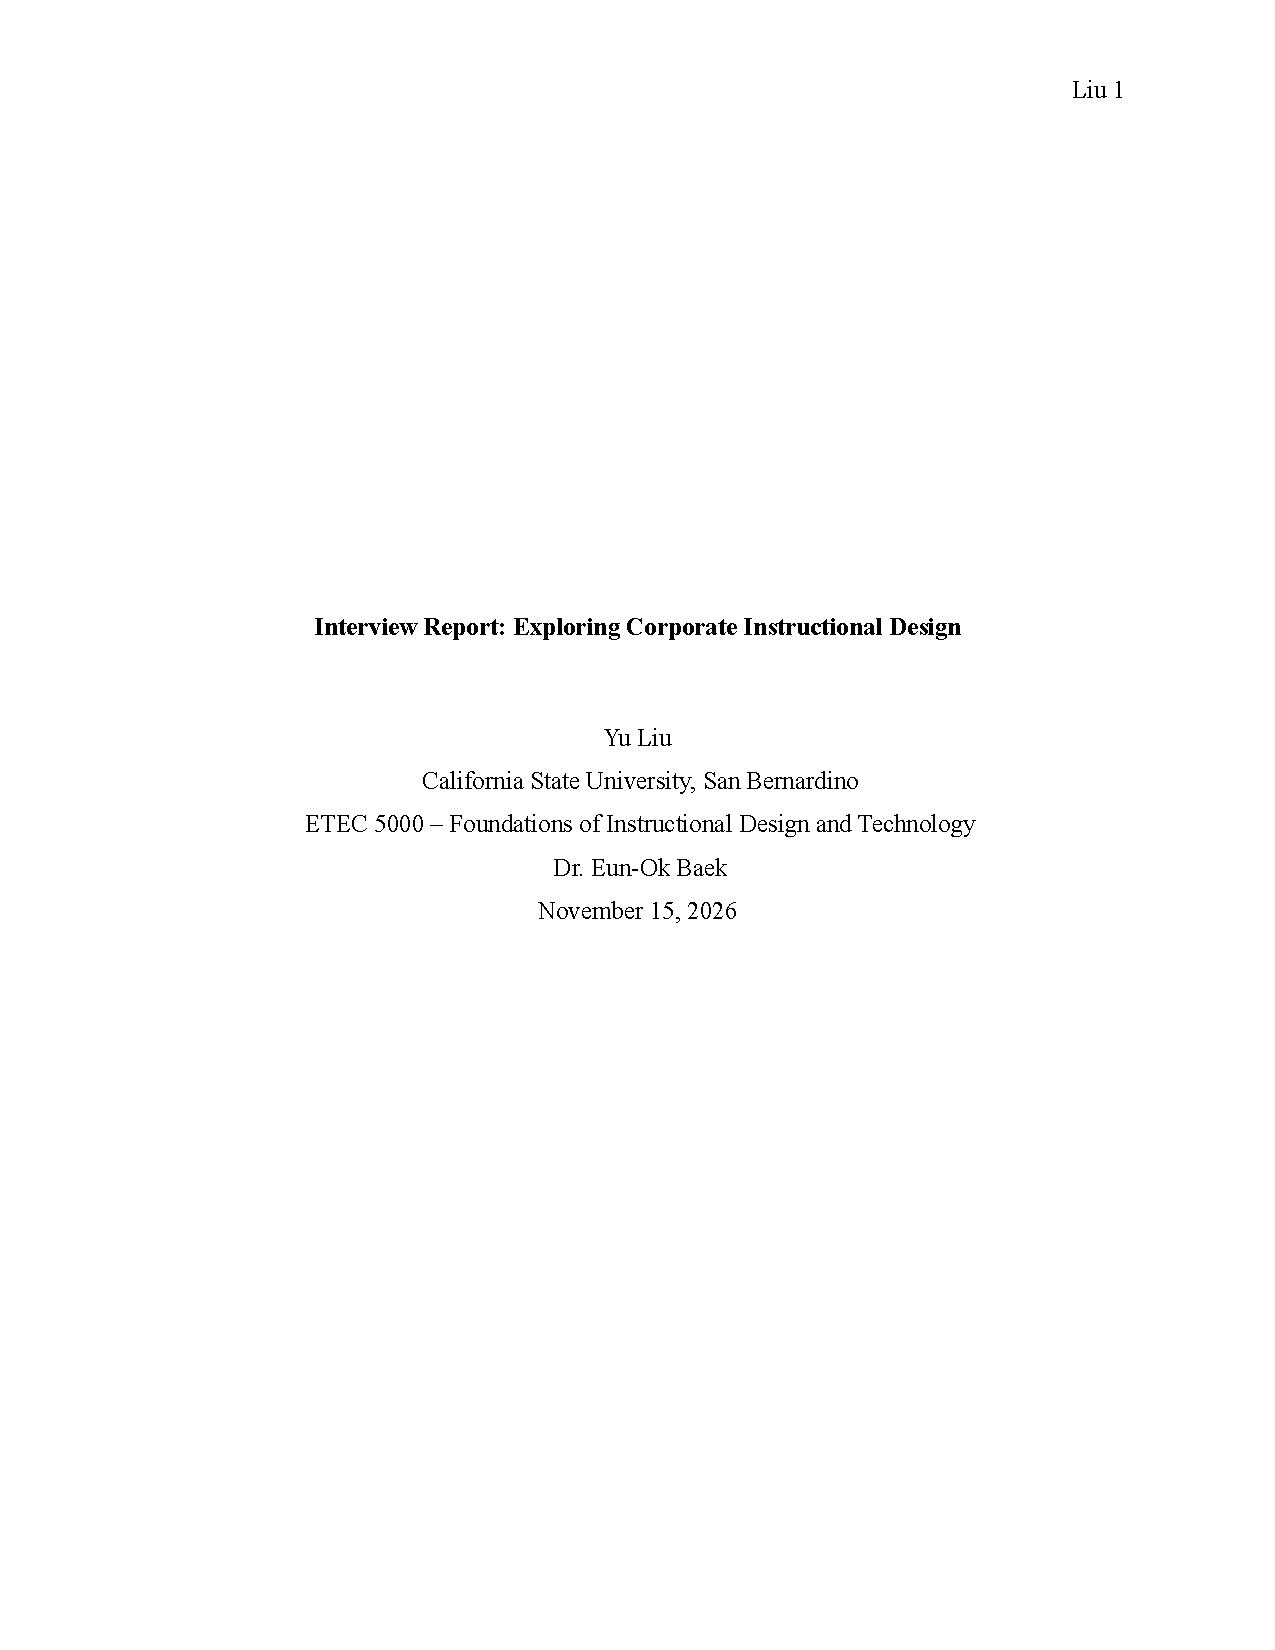 Liu 1
Interview Report: Exploring Corporate Instructional Design
Yu Liu
California State University, San Bernardino
ETEC 5000 – Foundations of Instructional Design and Technology
Dr. Eun-Ok Baek
November 15, 2026